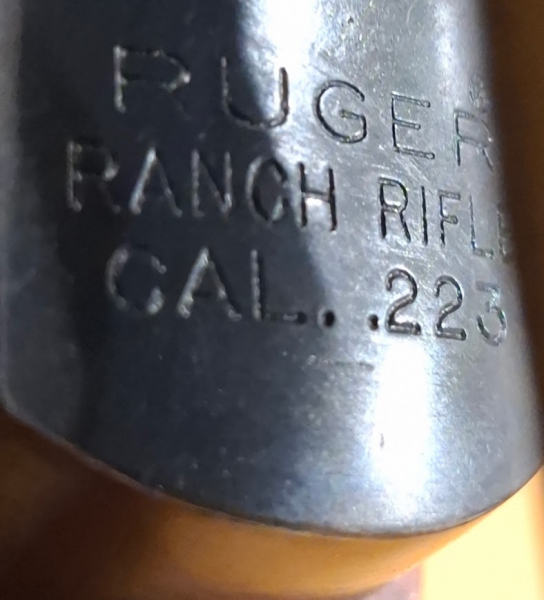 RUGER®
RANCH RIFLE
CAL. .223